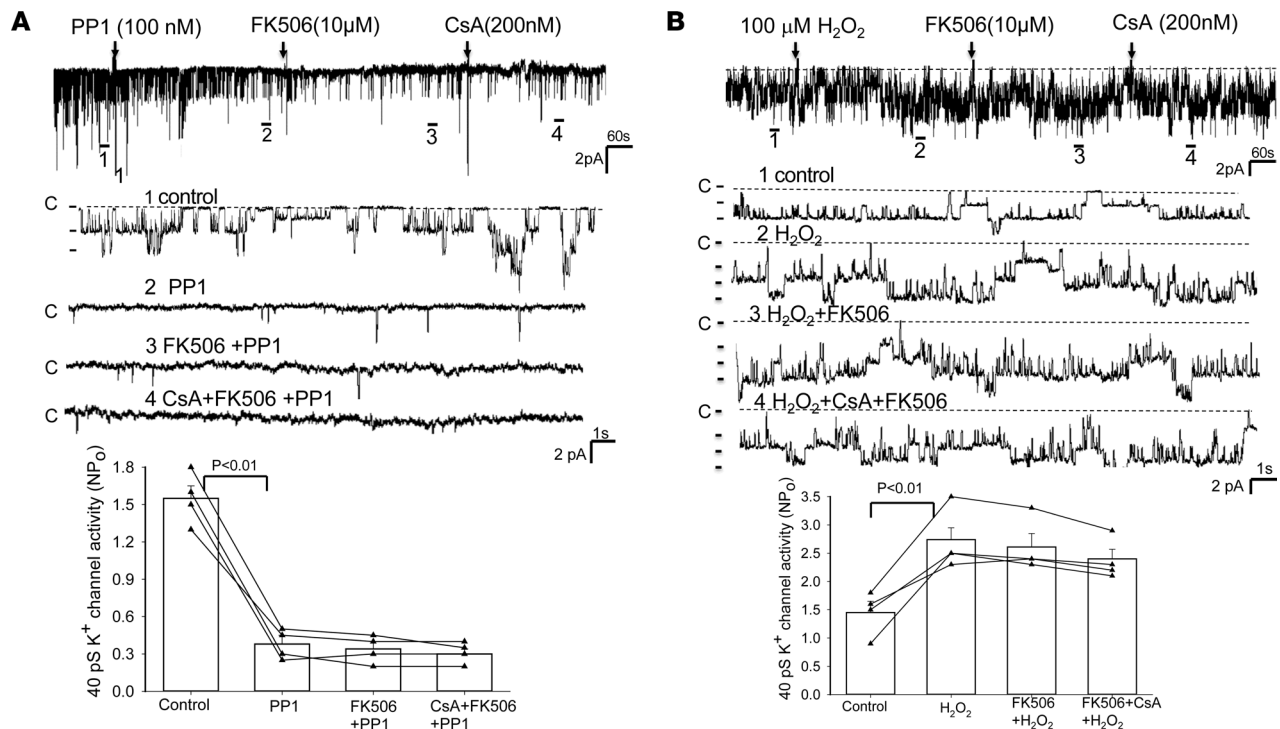 A
PP1 (100 nM) FK506(10µM) CsA(200nM)
1 2 3 4
1
60s
2pA
C 1 control
2 PP1
C
3 FK506 +PP1
C
4 CsA+FK506 +PP1
C
1s
2 pA
40 pS K+ channel activity (NPo)
1.8
1.5
1.2
0.9
0.6
0.3
0.0
P<0.01
Control PP1 FK506 CsA+FK506
+PP1 +PP1
B
100 µM H₂O₂ FK506(10µM) CsA (200nM)
1 2 3 4
60s
2pA
1 control
C
2 H₂O₂
C
3 H₂O₂+FK506
C
4 H₂O₂+CsA+FK506
C
1s
2 pA
40 pS K+ channel activity (NPo)
3.5
3.0
2.5
2.0
1.5
1.0
0.5
0.0
P<0.01
Control H₂O₂ FK506 FK506+CsA
+H₂O₂ +H₂O₂